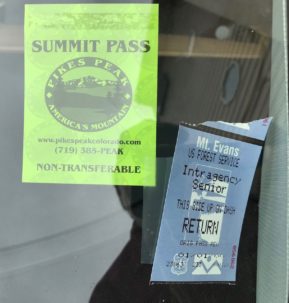 SUMMIT PASS
PIKES PEAK
AMERICA'S MOUNTAIN
www.pikespeakcolorado.com
(719) 385-PEAK
NON-TRANSFERABLE
Mt. Evans
US FOREST SERVICE
Intragency
Senior
THIS SIDE UP ON DASH
RETURN